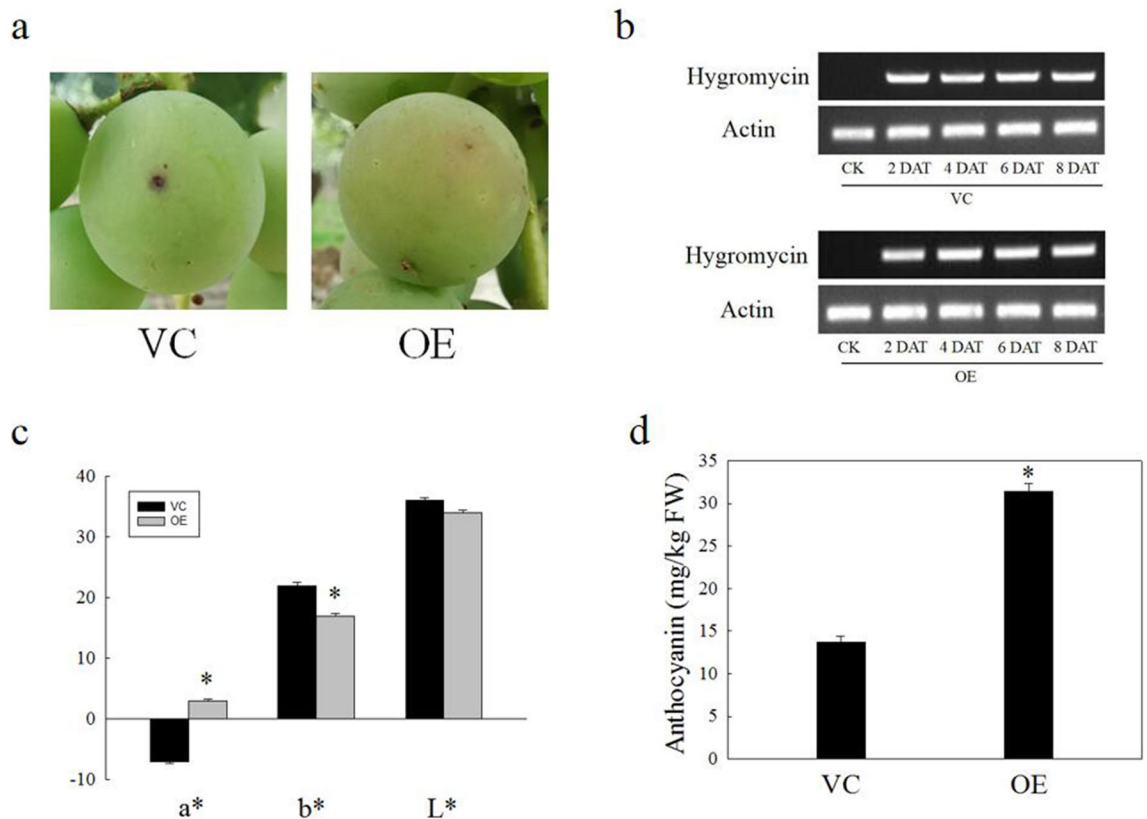 a
VC
OE
b
Hygromycin
Actin
CK 2 DAT 4 DAT 6 DAT 8 DAT
VC
Hygromycin
Actin
CK 2 DAT 4 DAT 6 DAT 8 DAT
OE
c
40
30
20
10
0
-10
VC
OE
*
*
a* b* L*
d
Anthocyanin (mg/kg FW)
35
30
25
20
15
10
5
0
*
VC OE